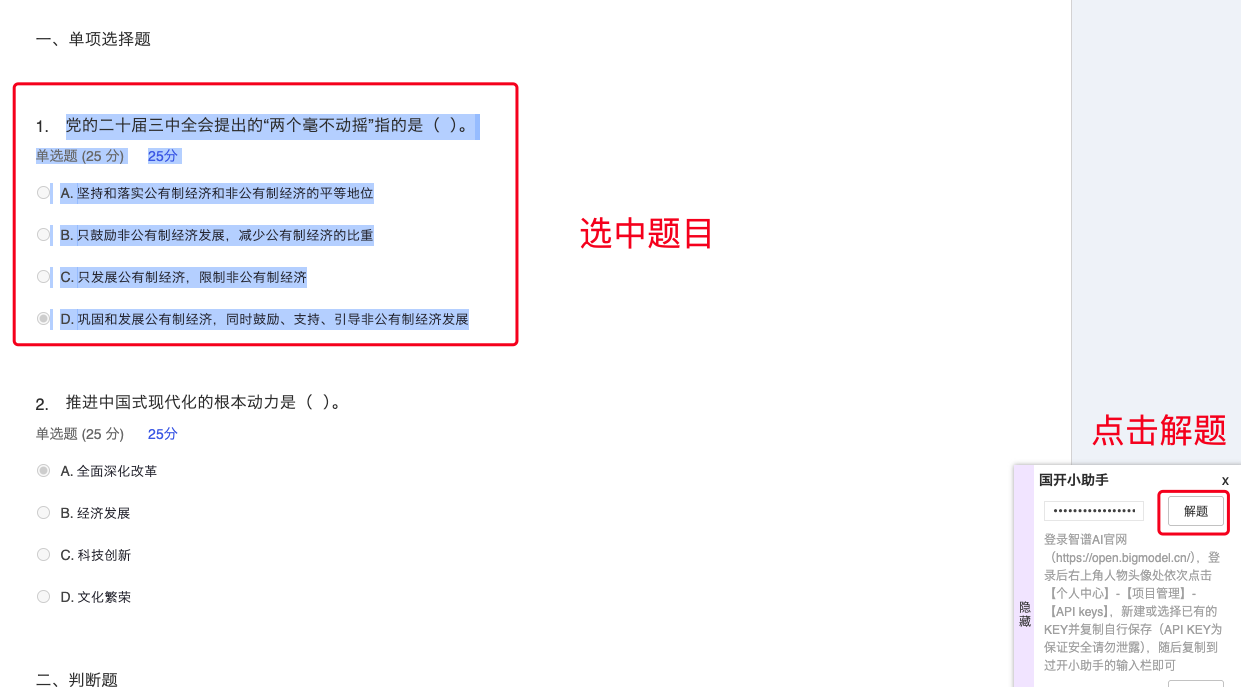 一、单项选择题
1. 党的二十届三中全会提出的“两个毫不动摇”指的是（  ）。
单选题 (25 分) 25分
A. 坚持和落实公有制经济和非公有制经济的平等地位
B. 只鼓励非公有制经济发展，减少公有制经济的比重
C. 只发展公有制经济，限制非公有制经济
D. 巩固和发展公有制经济，同时鼓励、支持、引导非公有制经济发展
选中题目
2. 推进中国式现代化的根本动力是（  ）。
单选题 (25 分) 25分
A. 全面深化改革
B. 经济发展
C. 科技创新
D. 文化繁荣
二、判断题
点击解题
国开小助手 x
解题
登录智谱AI官网
（https://open.bigmodel.cn/），登
录后右上角人物头像处依次点击
【个人中心】-【项目管理】-
【API keys】，新建或选择已有的
KEY并复制自行保存（API KEY为
保证安全请勿泄露），随后复制到
过开小助手的输入栏即可
隐藏